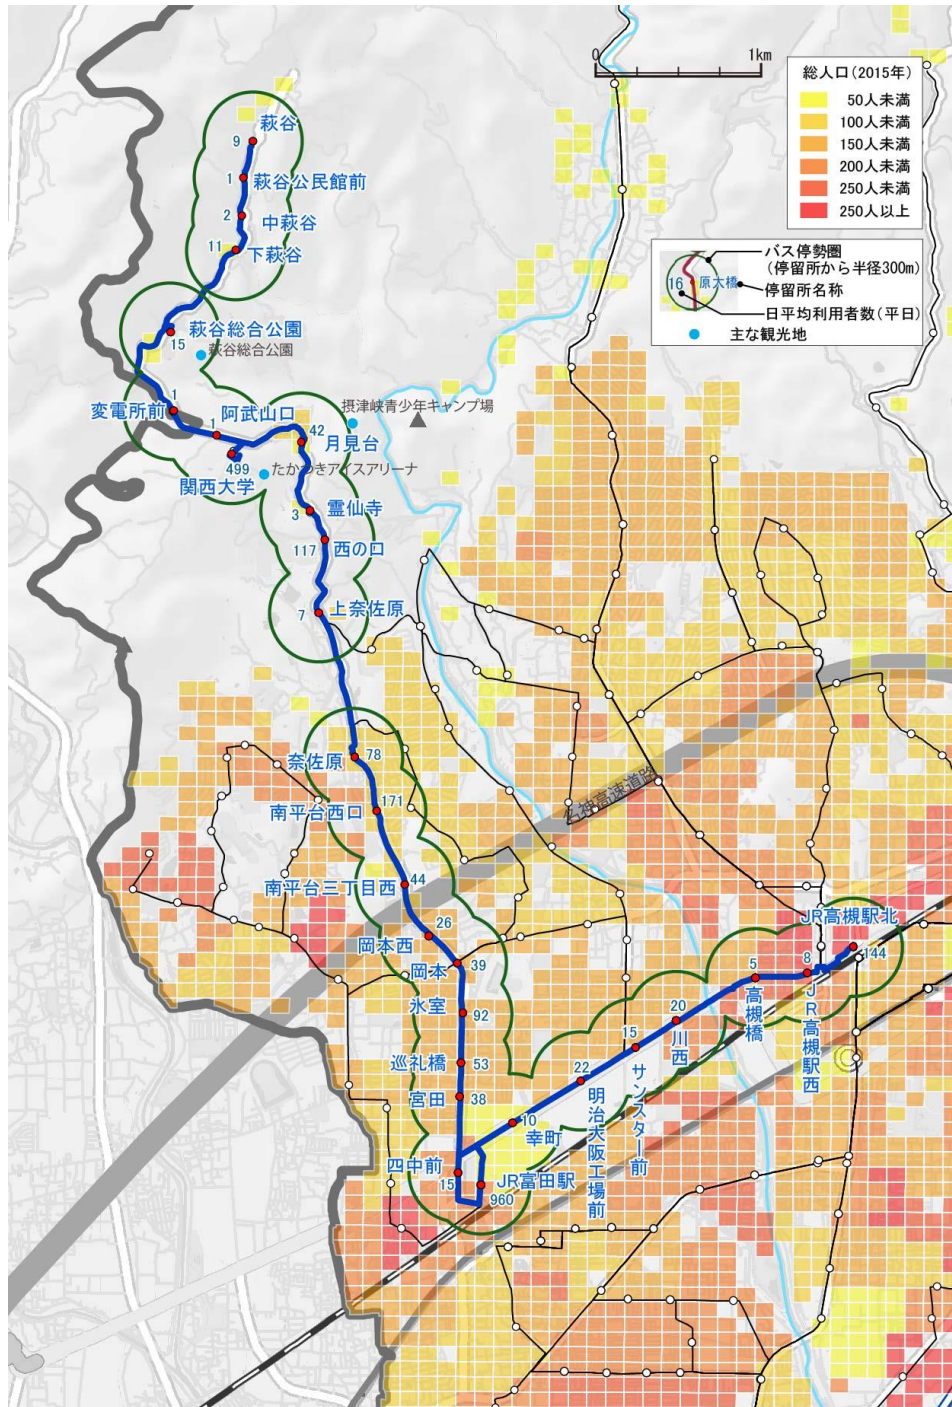 0 1km
総人口(2015年)
50人未満
100人未満
150人未満
200人未満
250人未満
250人以上
バス停勢圏
(停留所から半径300m)
16 原大橋
停留所名称
日平均利用者数(平日)
主な観光地
萩谷
9
1
萩谷公民館前
2
中萩谷
11
下萩谷
萩谷総合公園
15
萩谷総合公園
1
変電所前
阿武山口
1
摂津峡青少年キャンプ場
42
月見台
499
関西大学
たかつきアイスアリーナ
3
霊仙寺
117
西の口
7
上奈佐原
奈佐原
78
南平台西口
171
名神高速道路
南平台三丁目西
44
岡本西
26
岡本
39
氷室
92
巡礼橋
53
宮田
38
四中前
15
JR富田駅
960
10
幸町
22
明治大阪工場前
15
サンスター前
20
川西
5
高槻橋
8
JR高槻駅西
JR高槻駅北
144